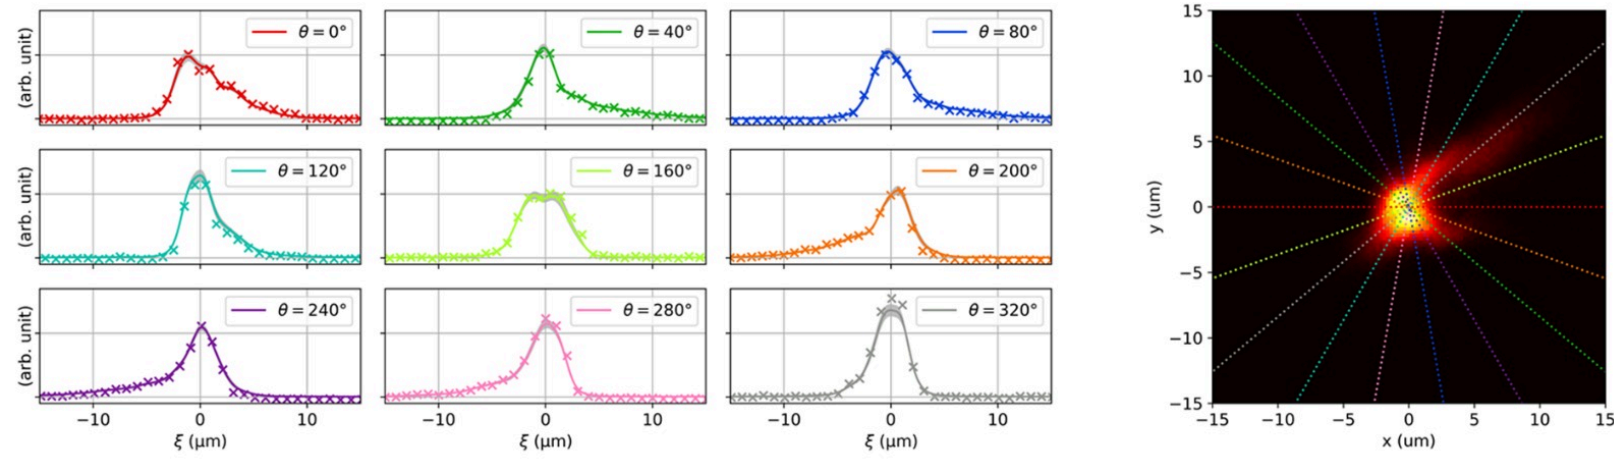 (arb. unit)
θ = 0°
θ = 40°
θ = 80°
(arb. unit)
θ = 120°
θ = 160°
θ = 200°
(arb. unit)
θ = 240°
θ = 280°
θ = 320°
−10 0 10
−10 0 10
−10 0 10
ξ (μm)
ξ (μm)
ξ (μm)
15
10
5
0
−5
−10
−15
y (um)
−15 −10 −5 0 5 10 15
x (um)